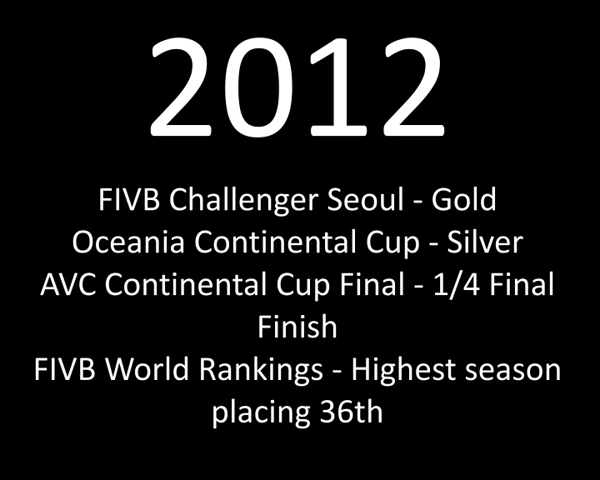 2012
FIVB Challenger Seoul - Gold
Oceania Continental Cup - Silver
AVC Continental Cup Final - 1/4 Final
Finish
FIVB World Rankings - Highest season
placing 36th